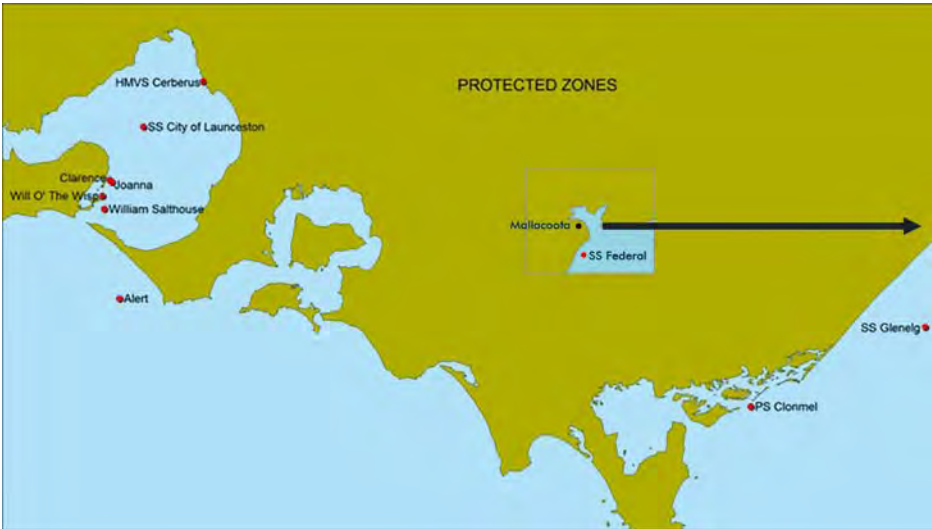 HMVS Cerberus
PROTECTED ZONES
SS City of Launceston
Clarence
Joanna
Will O' The Wisp
William Salthouse
Mallacoota
SS Federal
Alert
SS Glenelg
PS Clonmel